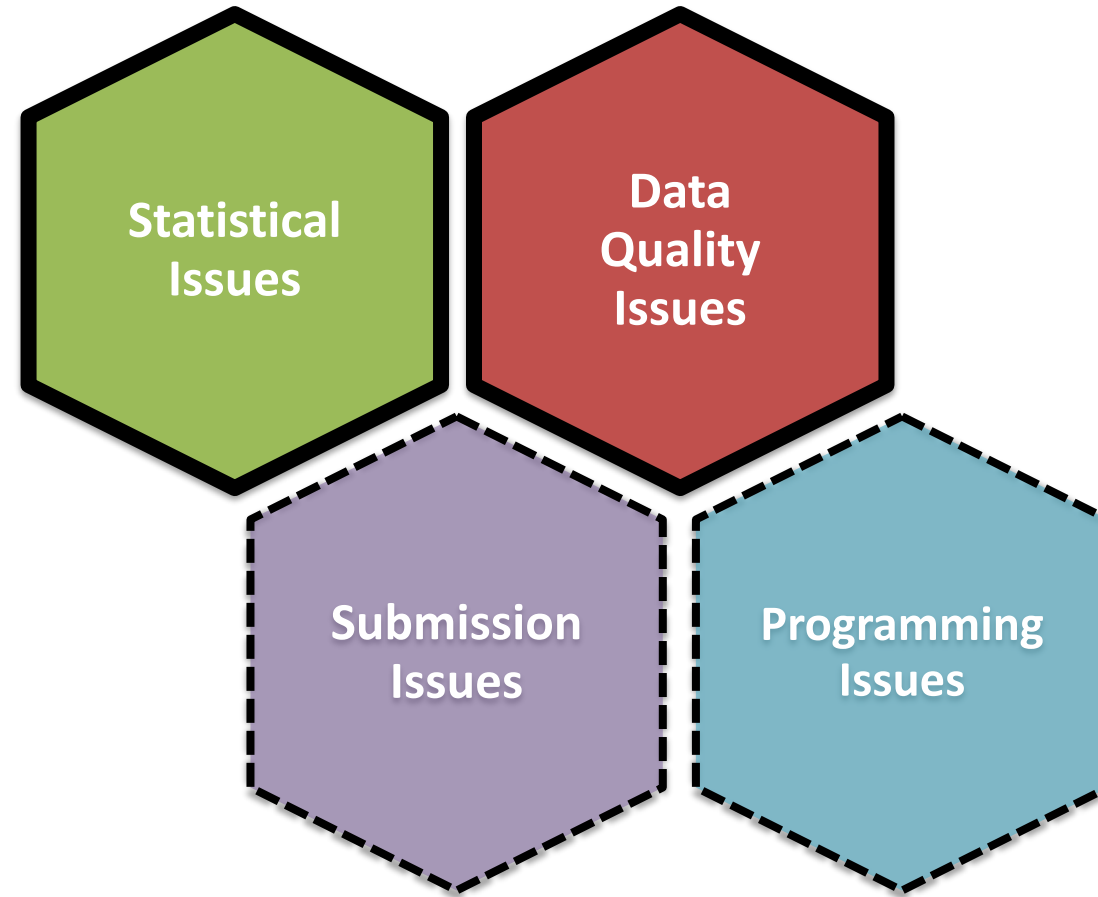 Statistical
Issues
Data
Quality
Issues
Submission
Issues
Programming
Issues